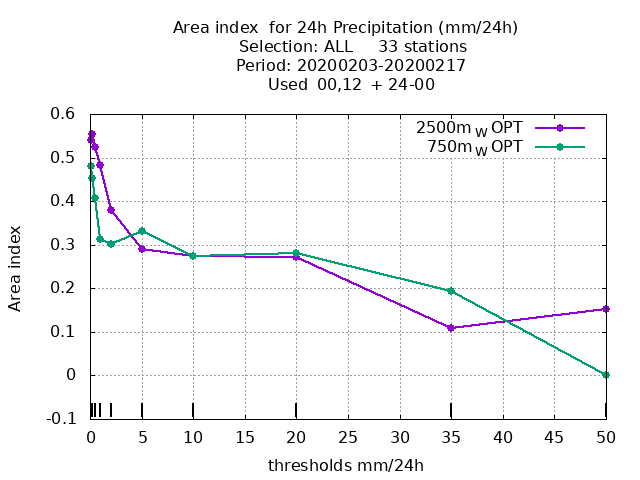 Area index  for 24h Precipitation (mm/24h)
Selection: ALL     33 stations
Period: 20200203-20200217
Used  00,12  + 24-00
2500m W OPT
750m W OPT
0.6
0.5
0.4
0.3
0.2
0.1
0
-0.1
Area index
0 5 10 15 20 25 30 35 40 45 50
thresholds mm/24h